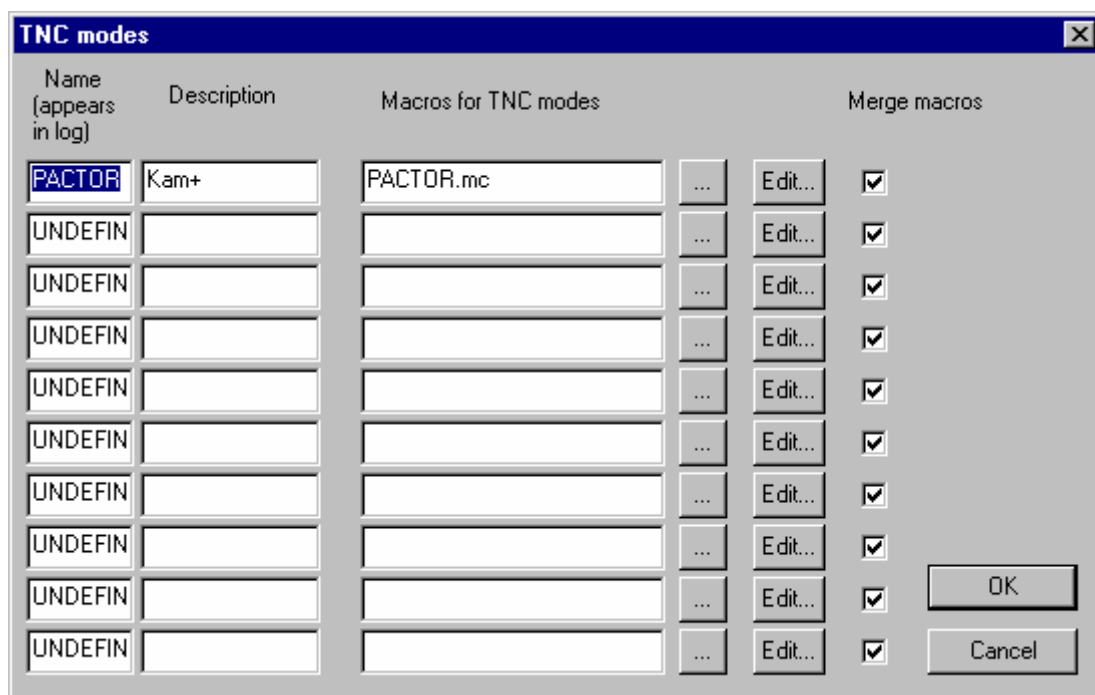 TNC modes
Name
(appears
in log)
Description
Macros for TNC modes
Merge macros
PACTOR Kam+ PACTOR.mc ... Edit...
UNDEFIN ... Edit...
UNDEFIN ... Edit...
UNDEFIN ... Edit...
UNDEFIN ... Edit...
UNDEFIN ... Edit...
UNDEFIN ... Edit...
UNDEFIN ... Edit...
UNDEFIN ... Edit...
OK
UNDEFIN ... Edit...
Cancel